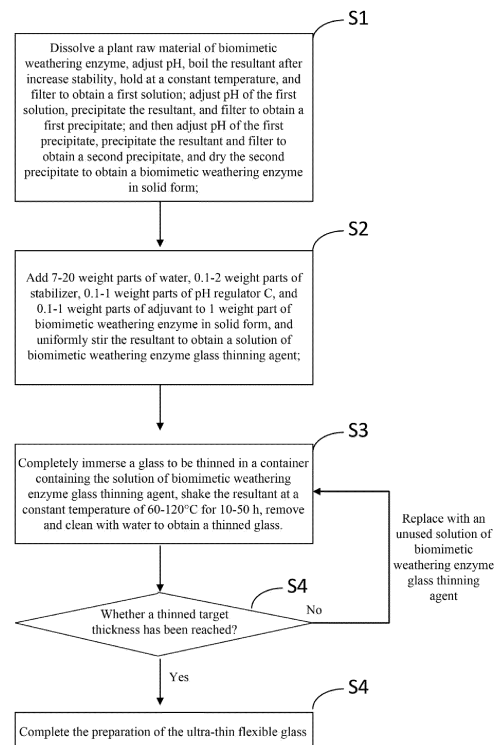 S1
Dissolve a plant raw material of biomimetic
weathering enzyme, adjust pH, boil the resultant after
increase stability, hold at a constant temperature, and
filter to obtain a first solution; adjust pH of the first
solution, precipitate the resultant, and filter to obtain a
first precipitate; and then adjust pH of the first
precipitate, precipitate the resultant and filter to
obtain a second precipitate, and dry the second
precipitate to obtain a biomimetic weathering enzyme
in solid form;
S2
Add 7-20 weight parts of water, 0.1-2 weight parts of
stabilizer, 0.1-1 weight parts of pH regulator C, and
0.1-1 weight parts of adjuvant to 1 weight part of
biomimetic weathering enzyme in solid form, and
uniformly stir the resultant to obtain a solution of
biomimetic weathering enzyme glass thinning agent;
S3
Completely immerse a glass to be thinned in a container
containing the solution of biomimetic weathering
enzyme glass thinning agent, shake the resultant at a
constant temperature of 60-120°C for 10-50 h, remove
and clean with water to obtain a thinned glass.
Replace with an
unused solution of
biomimetic
weathering enzyme
glass thinning
agent
S4
Whether a thinned target
thickness has been reached?
No
Yes
S4
Complete the preparation of the ultra-thin flexible glass